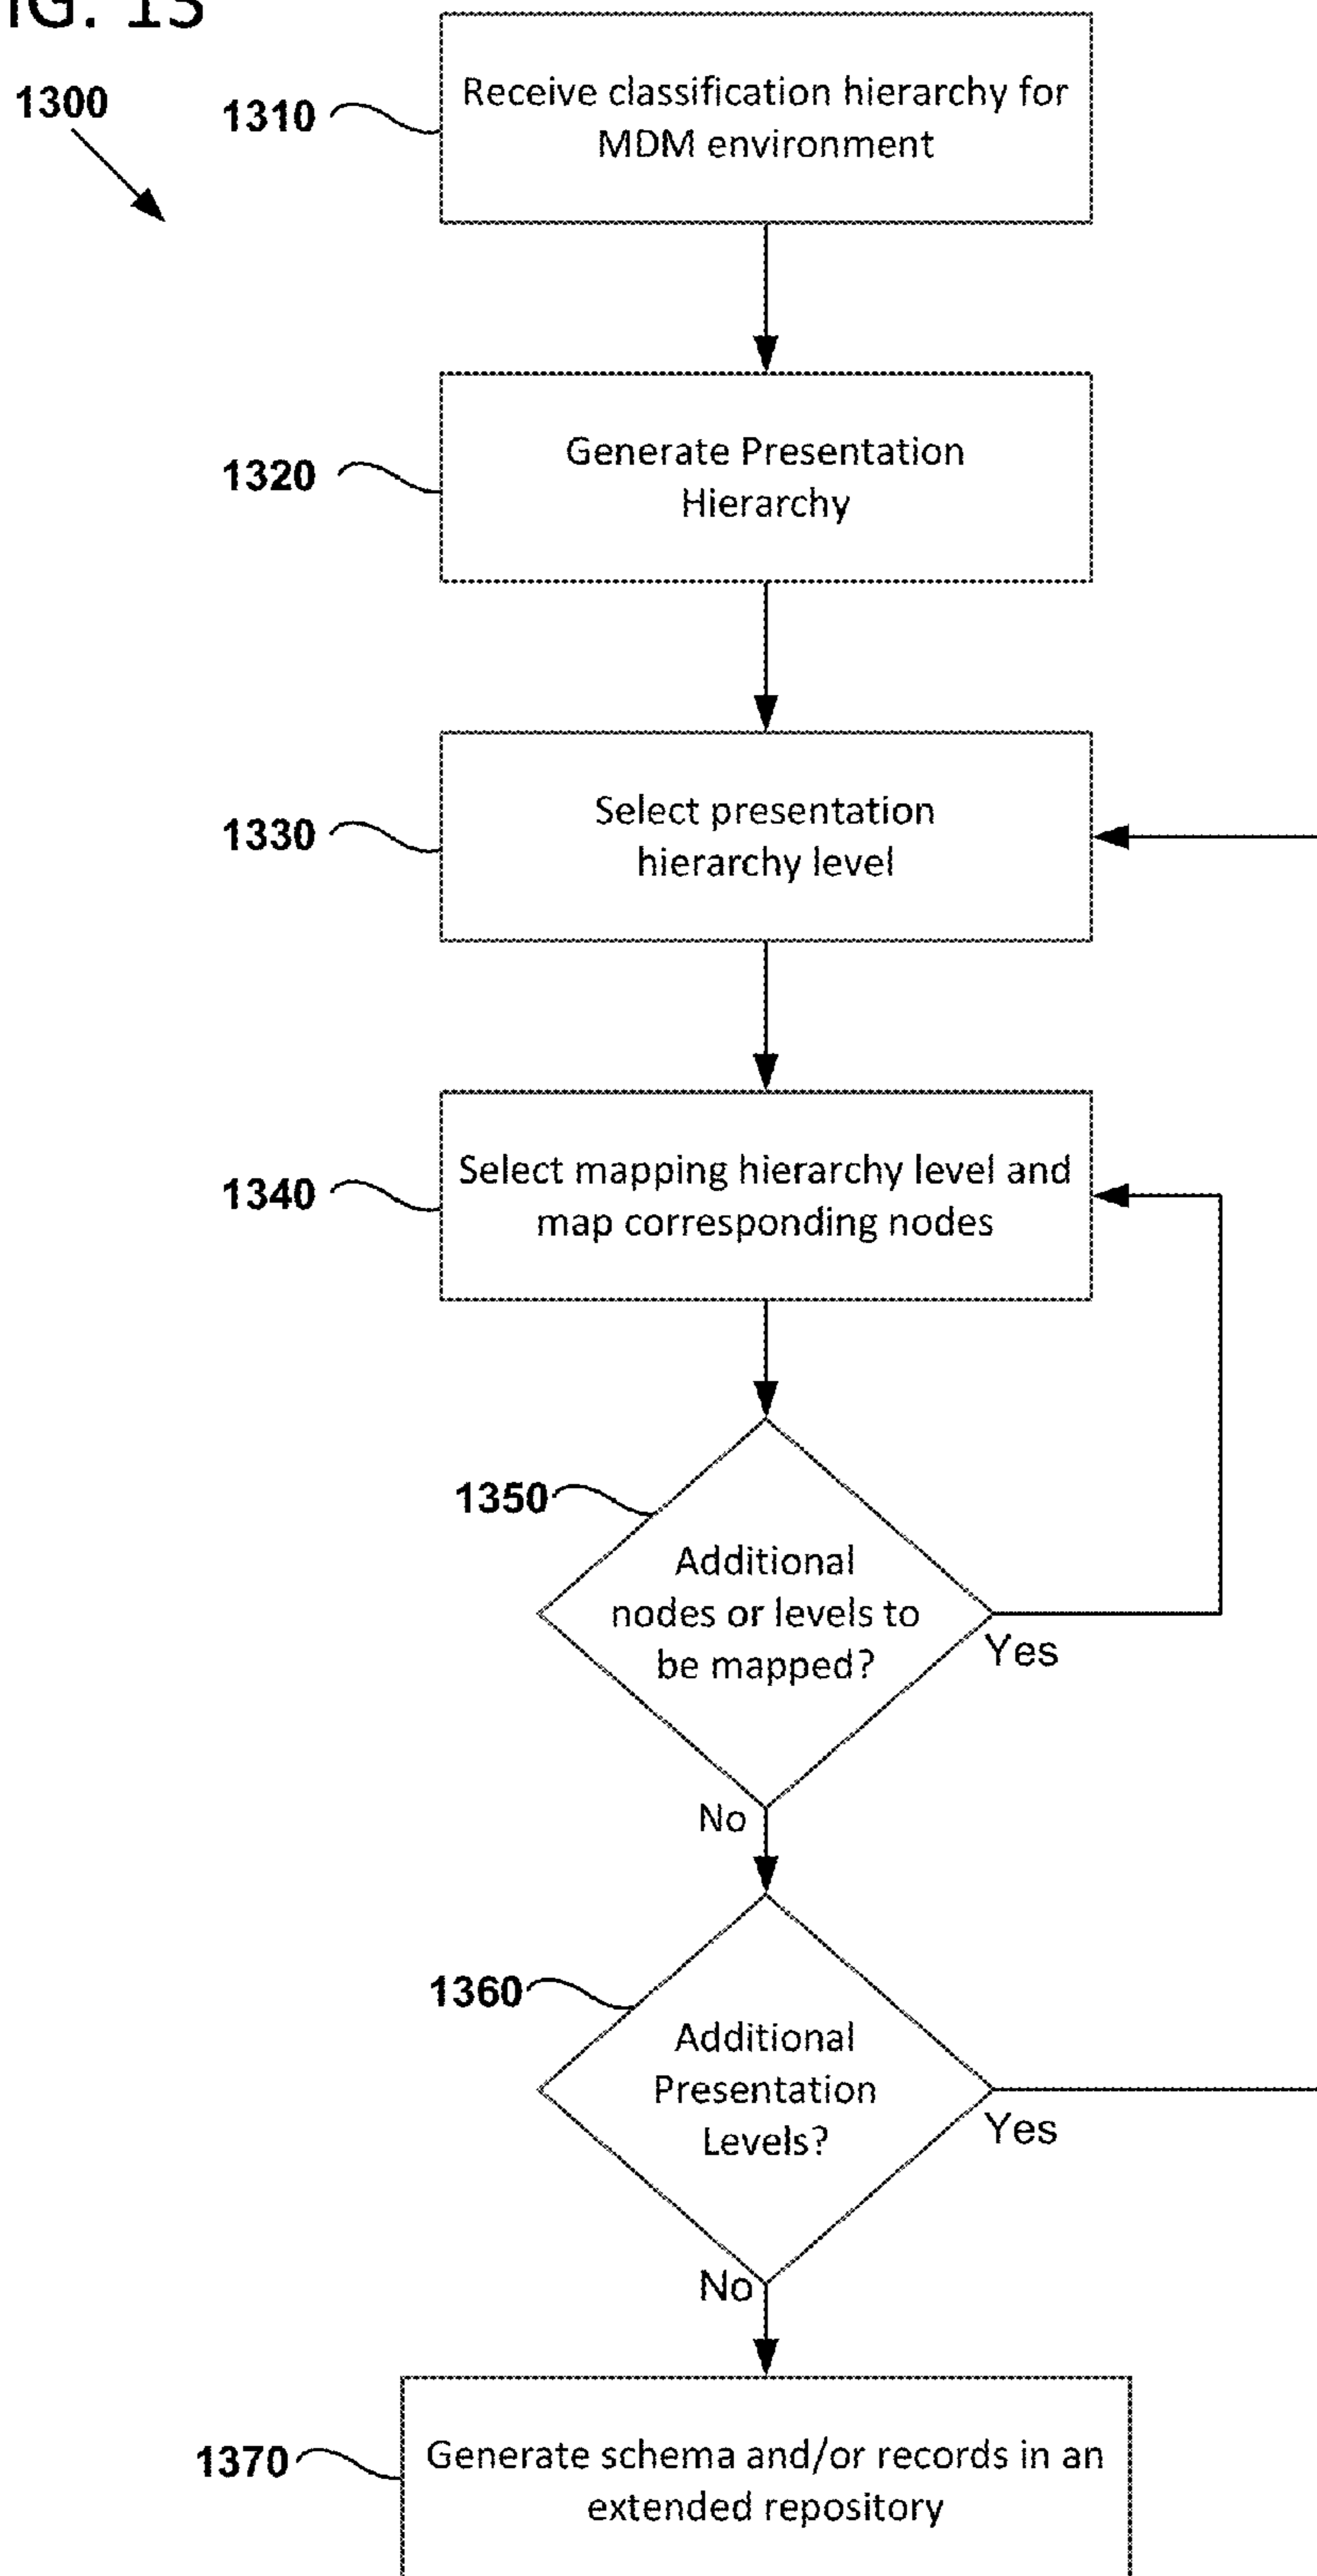 IG. 13
1300
1310
Receive classification hierarchy for
MDM environment
1320
Generate Presentation
Hierarchy
1330
Select presentation
hierarchy level
1340
Select mapping hierarchy level and
map corresponding nodes
1350
Additional
nodes or levels to
be mapped?
Yes
No
1360
Additional
Presentation
Levels?
Yes
No
1370
Generate schema and/or records in an
extended repository